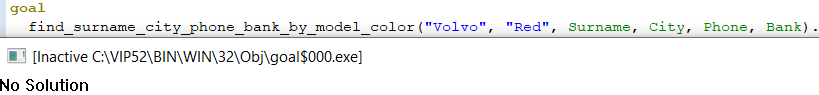 goal
find_surname_city_phone_bank_by_model_color("Volvo", "Red", Surname, City, Phone, Bank).
[Inactive C:\VIP52\BIN\WIN\32\Obj\goal$000.exe]
No Solution